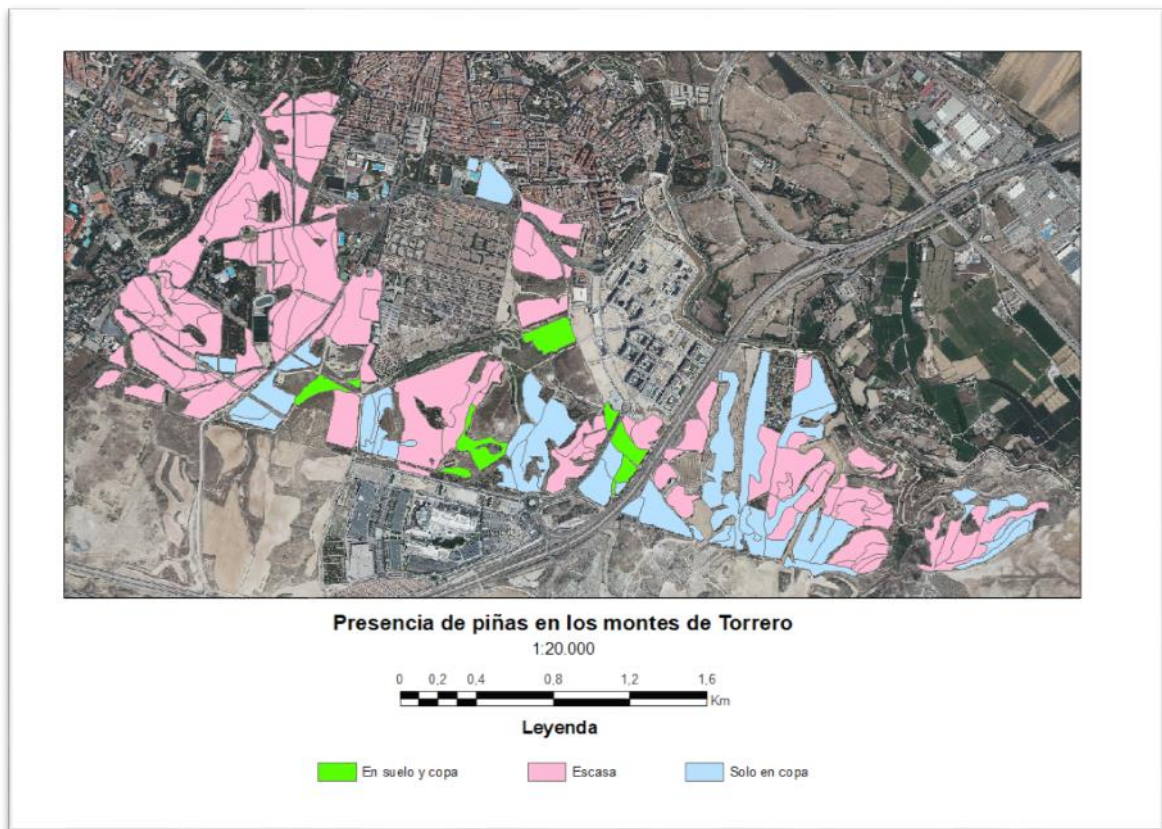 Presencia de piñas en los montes de Torrero
1:20.000
0 0,2 0,4 0,8 1,2 1,6
Km
Leyenda
En suelo y copa Escasa Solo en copa